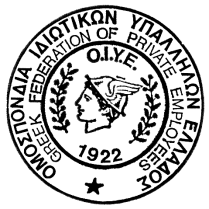 ΟΜΟΣΠΟΝΔΙΑ ΙΔΙΩΤΙΚΩΝ ΥΠΑΛΛΗΛΩΝ ΕΛΛΑΔΟΣ
GREEK FEDERATION OF PRIVATE EMPLOYEES
Ο.Ι.Υ.Ε.
1922